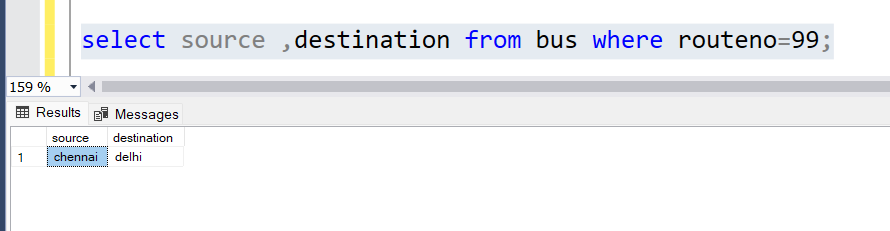 select source ,destination from bus where routeno=99;
159 %
Results Messages
source destination
1 chennai delhi